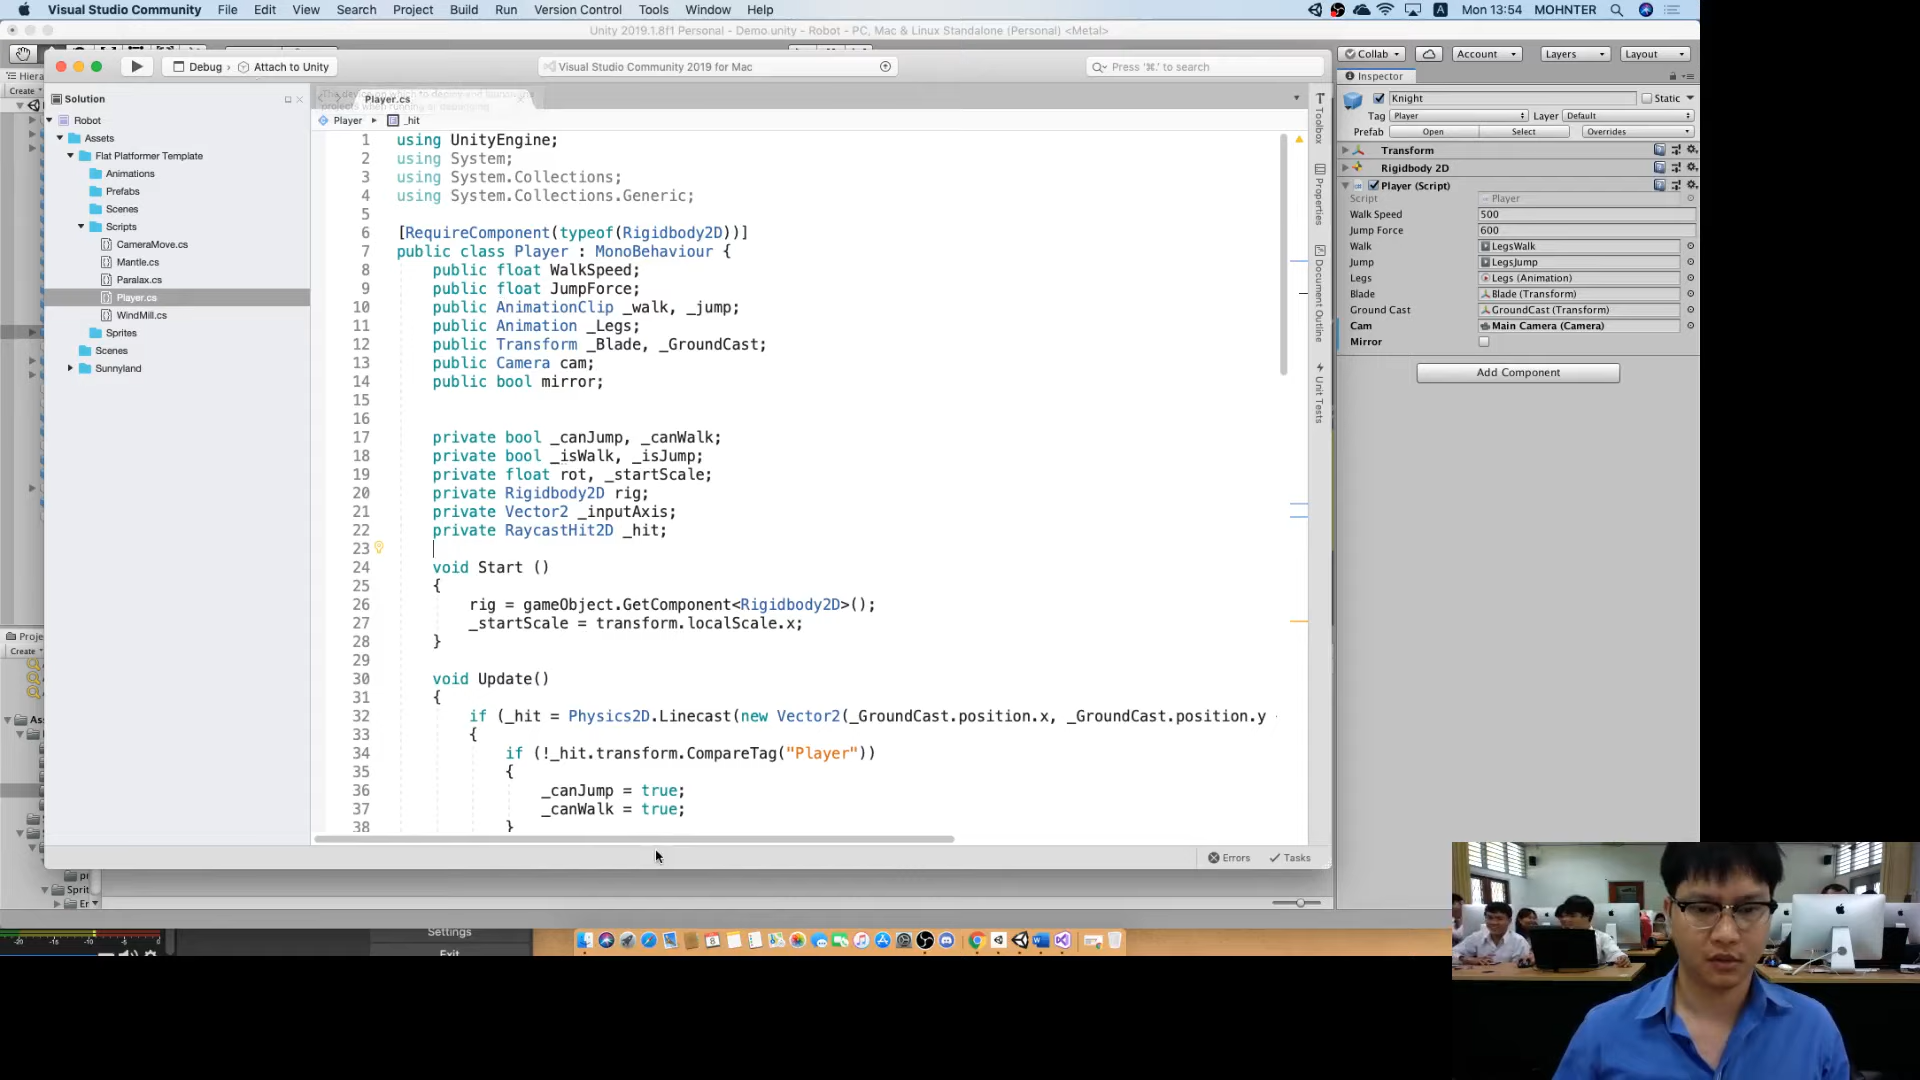 Visual Studio Community File Edit View Search Project Build Run Version Control Tools Window Help
Mon 13:54 MOHNTER
Unity 2019.1.8f1 Personal - Demo.unity - Robot - PC, Mac & Linux Standalone (Personal) <Metal>
Collab Account Layers Layout
Debug Attach to Unity
Visual Studio Community 2019 for Mac
Press '⌘.' to search
Hiera
Create
Solution
Robot
Assets
Flat Platformer Template
Animations
Prefabs
Scenes
Scripts
CameraMove.cs
Mantle.cs
Paralax.cs
Player.cs
WindMill.cs
Sprites
Scenes
Sunnyland
Player.cs
Player _hit
1 using UnityEngine;
2 using System;
3 using System.Collections;
4 using System.Collections.Generic;
5
6 [RequireComponent(typeof(Rigidbody2D))]
7 public class Player : MonoBehaviour {
8 public float WalkSpeed;
9 public float JumpForce;
10 public AnimationClip _walk, _jump;
11 public Animation _Legs;
12 public Transform _Blade, _GroundCast;
13 public Camera cam;
14 public bool mirror;
15
16
17 private bool _canJump, _canWalk;
18 private bool _isWalk, _isJump;
19 private float rot, _startScale;
20 private Rigidbody2D rig;
21 private Vector2 _inputAxis;
22 private RaycastHit2D _hit;
23
24 void Start ()
25 {
26 rig = gameObject.GetComponent<Rigidbody2D>();
27 _startScale = transform.localScale.x;
28 }
29
30 void Update()
31 {
32 if (_hit = Physics2D.Linecast(new Vector2(_GroundCast.position.x, _GroundCast.position.y
33 {
34 if (!_hit.transform.CompareTag("Player"))
35 {
36 _canJump = true;
37 _canWalk = true;
38 }
Toolbox
Properties
Document Outline
Unit Tests
Errors Tasks
Inspector
Knight Static
Tag Player Layer Default
Prefab Open Select Overrides
Transform
Rigidbody 2D
Player (Script)
Script Player
Walk Speed 500
Jump Force 600
Walk LegsWalk
Jump LegsJump
Legs Legs (Animation)
Blade Blade (Transform)
Ground Cast GroundCast (Transform)
Cam Main Camera (Camera)
Mirror
Add Component
Proje
Create
Ass
Sprit
Er
-20 -15 -10 -5 0
Settings
Exit